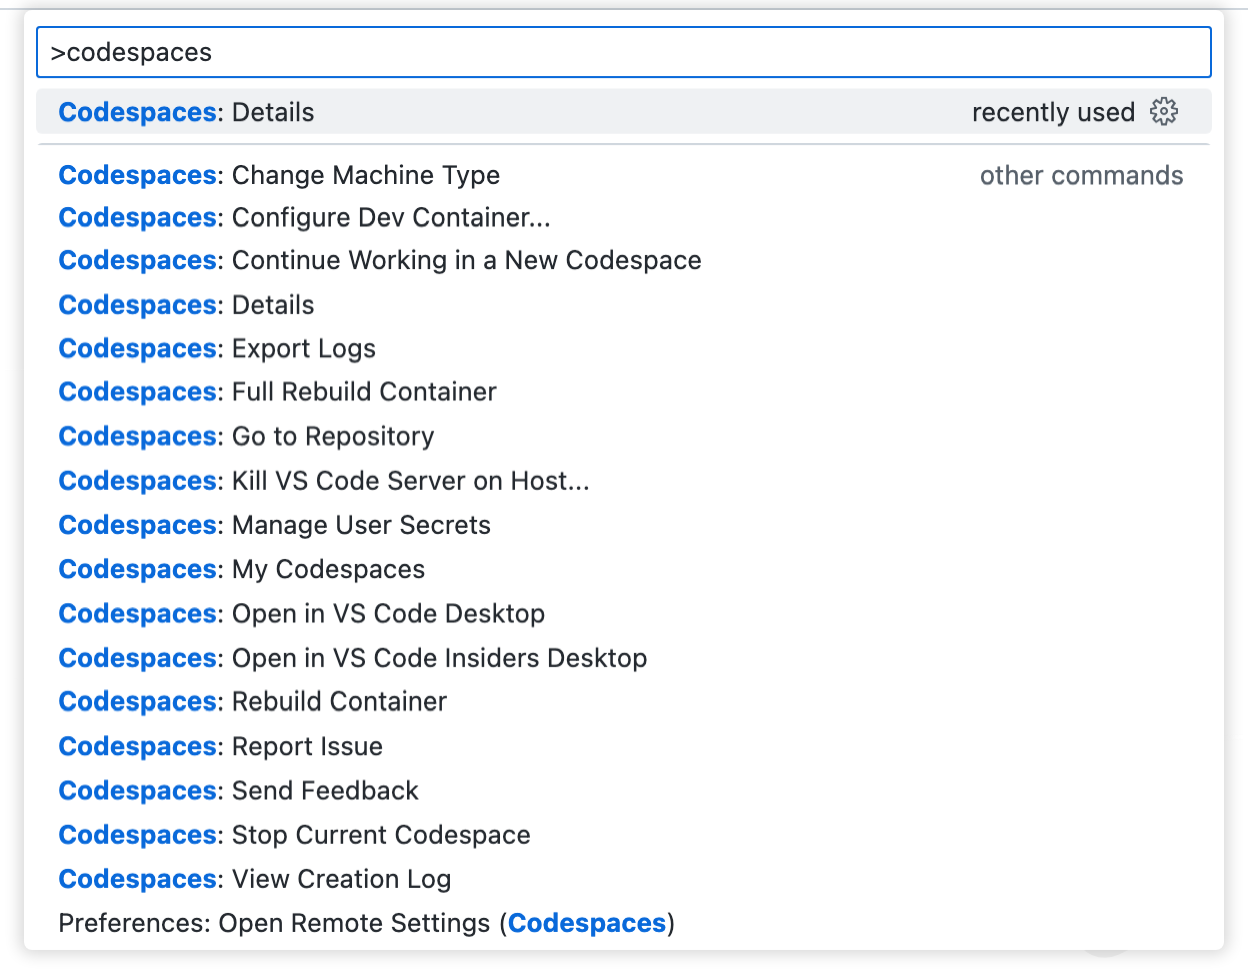 >codespaces
Codespaces: Details recently used
Codespaces: Change Machine Type other commands
Codespaces: Configure Dev Container...
Codespaces: Continue Working in a New Codespace
Codespaces: Details
Codespaces: Export Logs
Codespaces: Full Rebuild Container
Codespaces: Go to Repository
Codespaces: Kill VS Code Server on Host...
Codespaces: Manage User Secrets
Codespaces: My Codespaces
Codespaces: Open in VS Code Desktop
Codespaces: Open in VS Code Insiders Desktop
Codespaces: Rebuild Container
Codespaces: Report Issue
Codespaces: Send Feedback
Codespaces: Stop Current Codespace
Codespaces: View Creation Log
Preferences: Open Remote Settings (Codespaces)